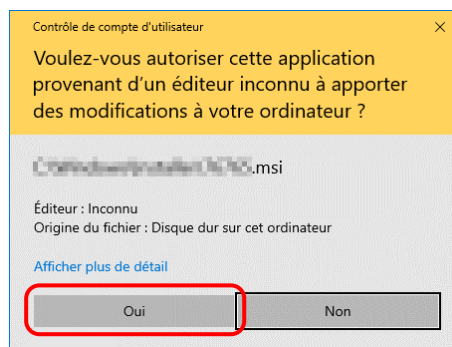 Contrôle de compte d'utilisateur
Voulez-vous autoriser cette application
provenant d'un éditeur inconnu à apporter
des modifications à votre ordinateur ?
.msi
Éditeur : Inconnu
Origine du fichier : Disque dur sur cet ordinateur
Afficher plus de détail
Oui
Non